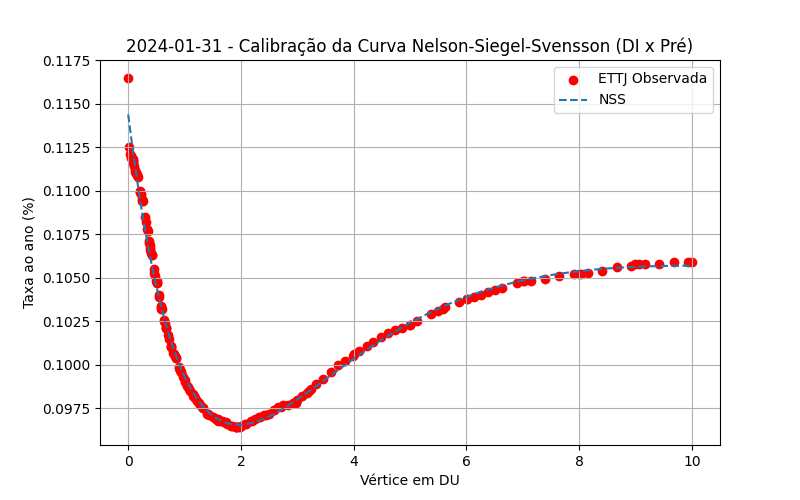 2024-01-31 - Calibração da Curva Nelson-Siegel-Svensson (DI x Pré)
ETTJ Observada
NSS
Taxa ao ano (%)
0.1175
0.1150
0.1125
0.1100
0.1075
0.1050
0.1025
0.1000
0.0975
0 2 4 6 8 10
Vértice em DU